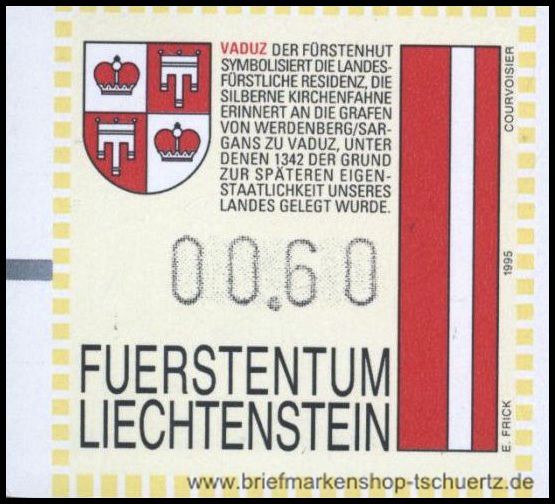 VADUZ DER FÜRSTENHUT
SYMBOLISIERT DIE LANDES-
FÜRSTLICHE RESIDENZ, DIE
SILBERNE KIRCHENFAHNE
ERINNERT AN DIE GRAFEN
VON WERDENBERG/SAR-
GANS ZU VADUZ, UNTER
DENEN 1342 DER GRUND
ZUR SPÄTEREN EIGEN-
STAATLICHKEIT UNSERES
LANDES GELEGT WURDE.
00.60
FUERSTENTUM
LIECHTENSTEIN
COURVOISIER
1995
E. FRICK
www.briefmarkenshop-tschuertz.de